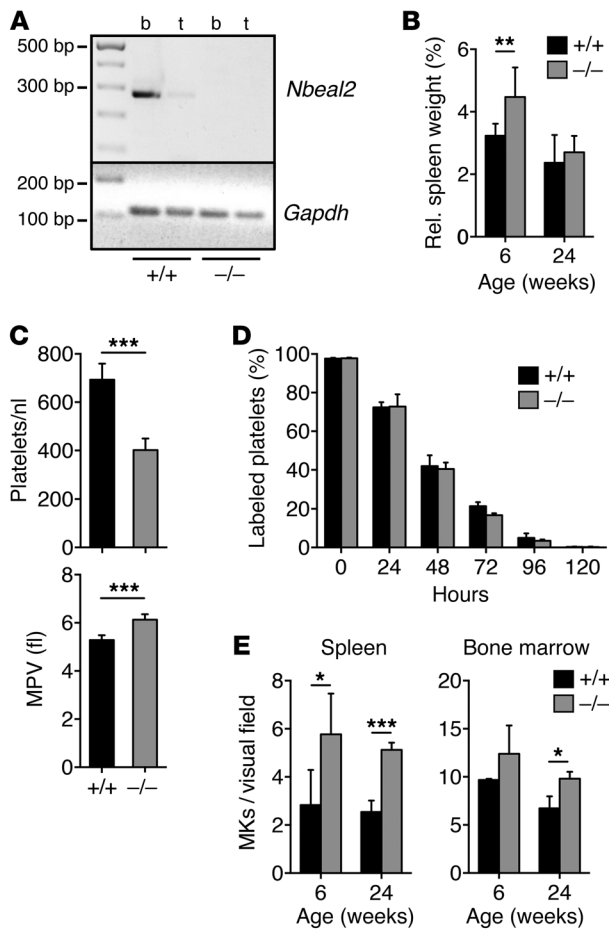 A
b t b t
500 bp
300 bp
Nbeal2
200 bp
100 bp
Gapdh
+/+ −/−
B
Rel. spleen weight (%)
6
4
2
0
**
+/+
−/−
6 24
Age (weeks)
C
Platelets/nl
800
600
400
200
0
***
MPV (fl)
8
6
4
2
0
***
+/+ −/−
D
Labeled platelets (%)
100
80
60
40
20
0
+/+
−/−
0 24 48 72 96 120
Hours
E
Spleen
MKs / visual field
8
6
4
2
0
*
***
6 24
Age (weeks)
Bone marrow
20
15
10
5
0
+/+
−/−
*
6 24
Age (weeks)